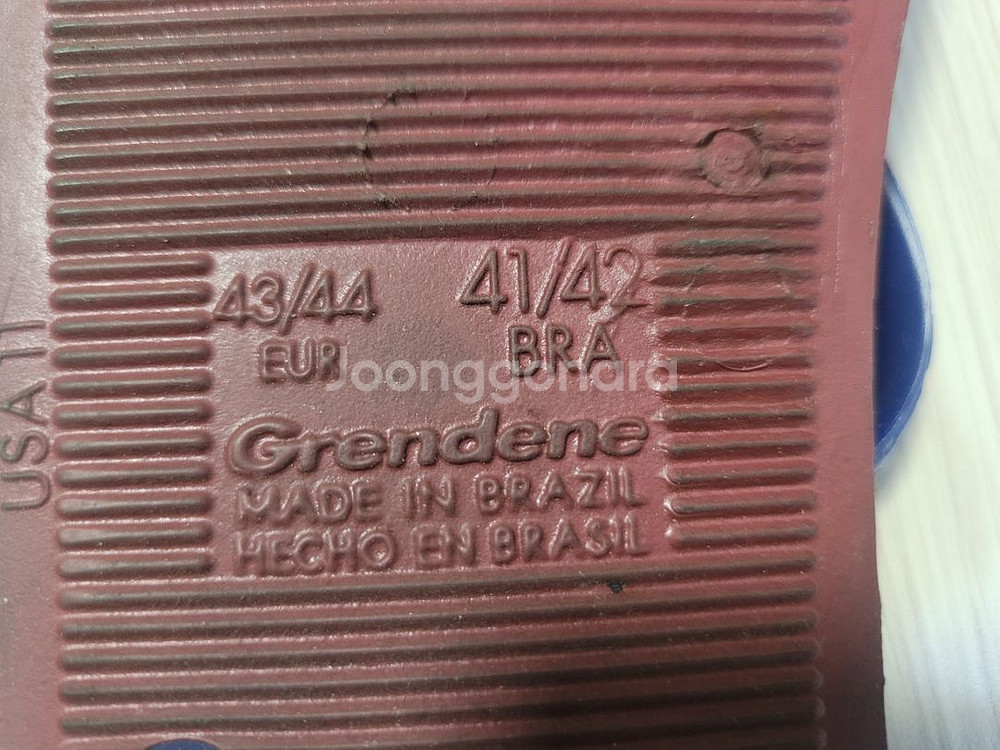 43/44 41/42
EUR BRA
Joonggonara
Grendene
MADE IN BRAZIL
HECHO EN BRASIL
USA 11